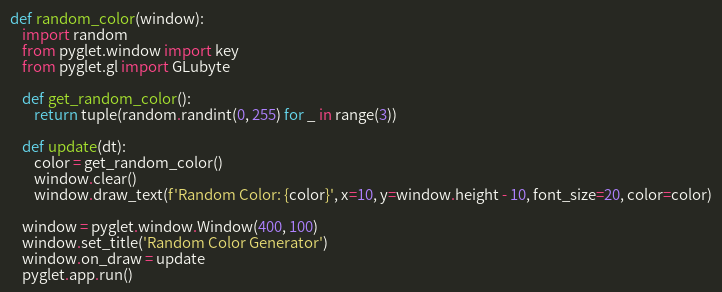 def random_color(window):
    import random
    from pyglet.window import key
    from pyglet.gl import GLubyte

    def get_random_color():
        return tuple(random.randint(0, 255) for _ in range(3))

    def update(dt):
        color = get_random_color()
        window.clear()
        window.draw_text(f'Random Color: {color}', x=10, y=window.height - 10, font_size=20, color=color)

    window = pyglet.window.Window(400, 100)
    window.set_title('Random Color Generator')
    window.on_draw = update
    pyglet.app.run()